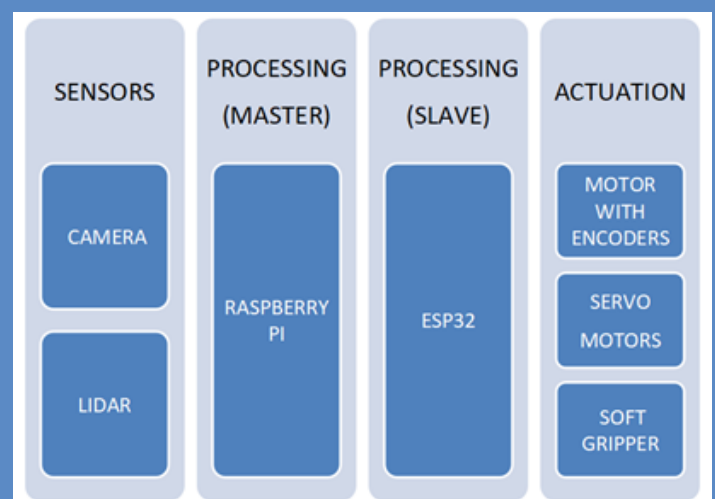 SENSORS
CAMERA
LIDAR
PROCESSING
(MASTER)
RASPBERRY
PI
PROCESSING
(SLAVE)
ESP32
ACTUATION
MOTOR
WITH
ENCODERS
SERVO
MOTORS
SOFT
GRIPPER